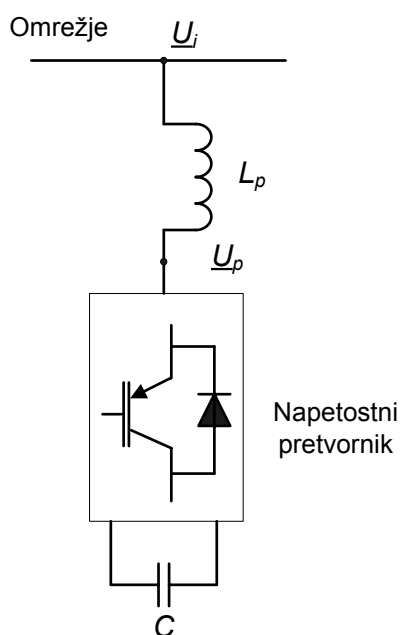 Omrežje
U_i
L_p
U_p
Napetostni
pretvornik
C